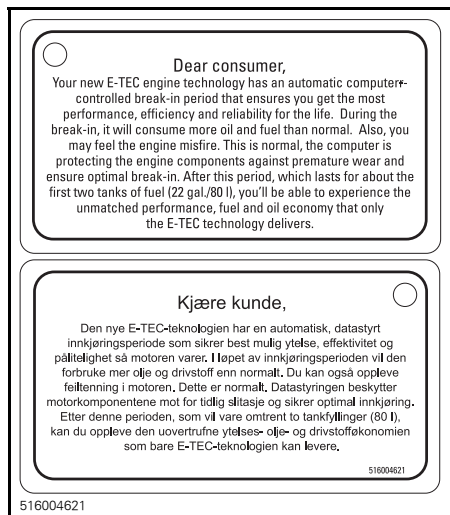 Dear consumer,
Your new E-TEC engine technology has an automatic computer-
controlled break-in period that ensures you get the most
performance, efficiency and reliability for the life. During the
break-in, it will consume more oil and fuel than normal. Also, you
may feel the engine misfire. This is normal, the computer is
protecting the engine components against premature wear and
ensure optimal break-in. After this period, which lasts for about the
first two tanks of fuel (22 gal./80 l), you'll be able to experience the
unmatched performance, fuel and oil economy that only
the E-TEC technology delivers.
Kjære kunde,
Den nye E-TEC-teknologien har en automatisk, datastyrt
innkjøringsperiode som sikrer best mulig ytelse, effektivitet og
pålitelighet så motoren varer. I løpet av innkjøringsperioden vil den
forbruke mer olje og drivstoff enn normalt. Du kan også oppleve
feiltenning i motoren. Dette er normalt. Datastyringen beskytter
motorkomponentene mot for tidlig slitasje og sikrer optimal innkjøring.
Etter denne perioden, som vil vare omtrent to tankfyllinger (80 l),
kan du oppleve den uovertrufne ytelses- olje- og drivstofføkonomien
som bare E-TEC-teknologien kan levere.
516004621
516004621